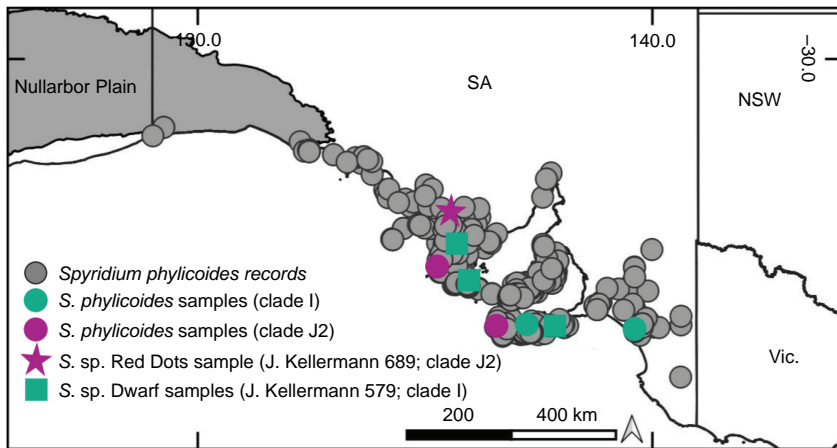 130.0
140.0
–30.0
Nullarbor Plain
SA
NSW
Spyridium phylicoides records
S. phylicoides samples (clade I)
S. phylicoides samples (clade J2)
S. sp. Red Dots sample (J. Kellermann 689; clade J2)
S. sp. Dwarf samples (J. Kellermann 579; clade I)
Vic.
200
400 km